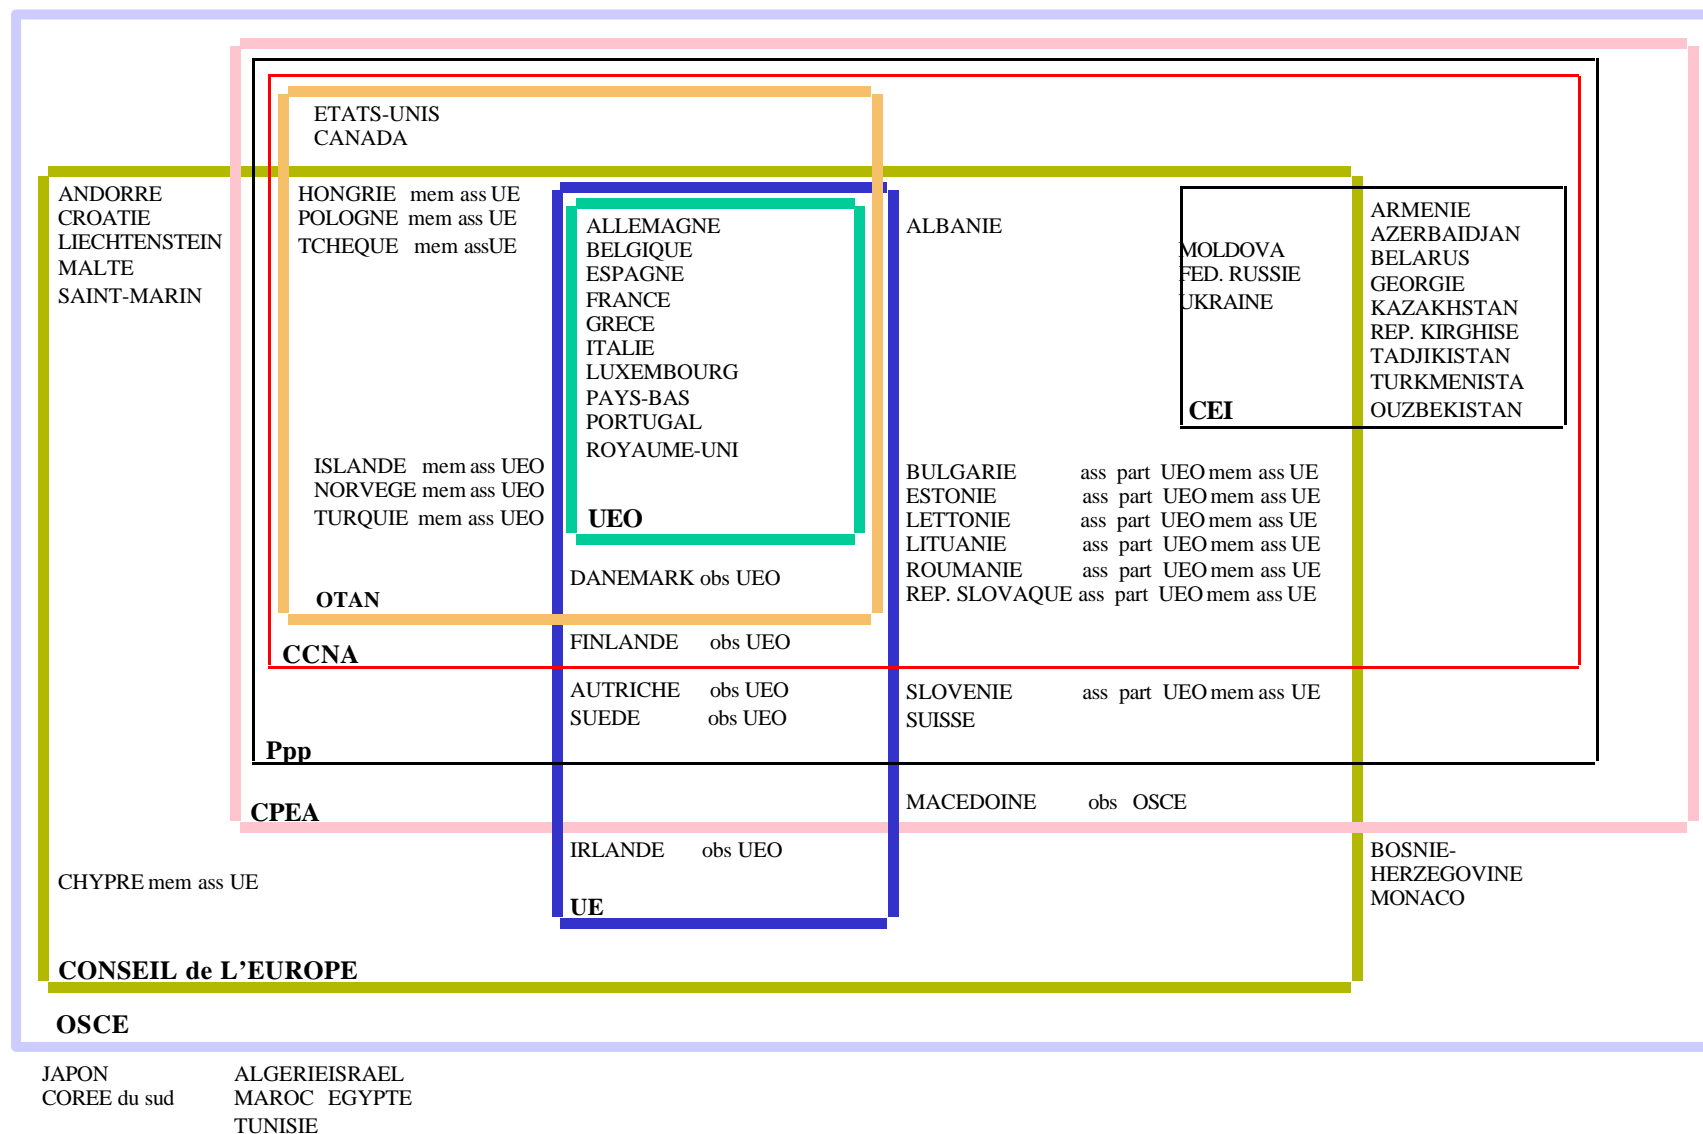 ETATS-UNIS
CANADA
ANDORRE
CROATIE
LIECHTENSTEIN
MALTE
SAINT-MARIN
HONGRIE mem ass UE
POLOGNE mem ass UE
TCHEQUE mem assUE
ALLEMAGNE
BELGIQUE
ESPAGNE
FRANCE
GRECE
ITALIE
LUXEMBOURG
PAYS-BAS
PORTUGAL
ROYAUME-UNI
UEO
ALBANIE
MOLDOVA
FED. RUSSIE
UKRAINE
CEI
ARMENIE
AZERBAIDJAN
BELARUS
GEORGIE
KAZAKHSTAN
REP. KIRGHISE
TADJIKISTAN
TURKMENISTA
OUZBEKISTAN
ISLANDE mem ass UEO
NORVEGE mem ass UEO
TURQUIE mem ass UEO
BULGARIE ass part UEO mem ass UE
ESTONIE ass part UEO mem ass UE
LETTONIE ass part UEO mem ass UE
LITUANIE ass part UEO mem ass UE
ROUMANIE ass part UEO mem ass UE
REP. SLOVAQUE ass part UEO mem ass UE
DANEMARK obs UEO
OTAN
FINLANDE obs UEO
CCNA
AUTRICHE obs UEO
SUEDE obs UEO
SLOVENIE ass part UEO mem ass UE
SUISSE
Ppp
MACEDOINE obs OSCE
CPEA
IRLANDE obs UEO
BOSNIE-
HERZEGOVINE
MONACO
CHYPRE mem ass UE
UE
CONSEIL de L’EUROPE
OSCE
JAPON
COREE du sud
ALGERIEISRAEL
MAROC EGYPTE
TUNISIE